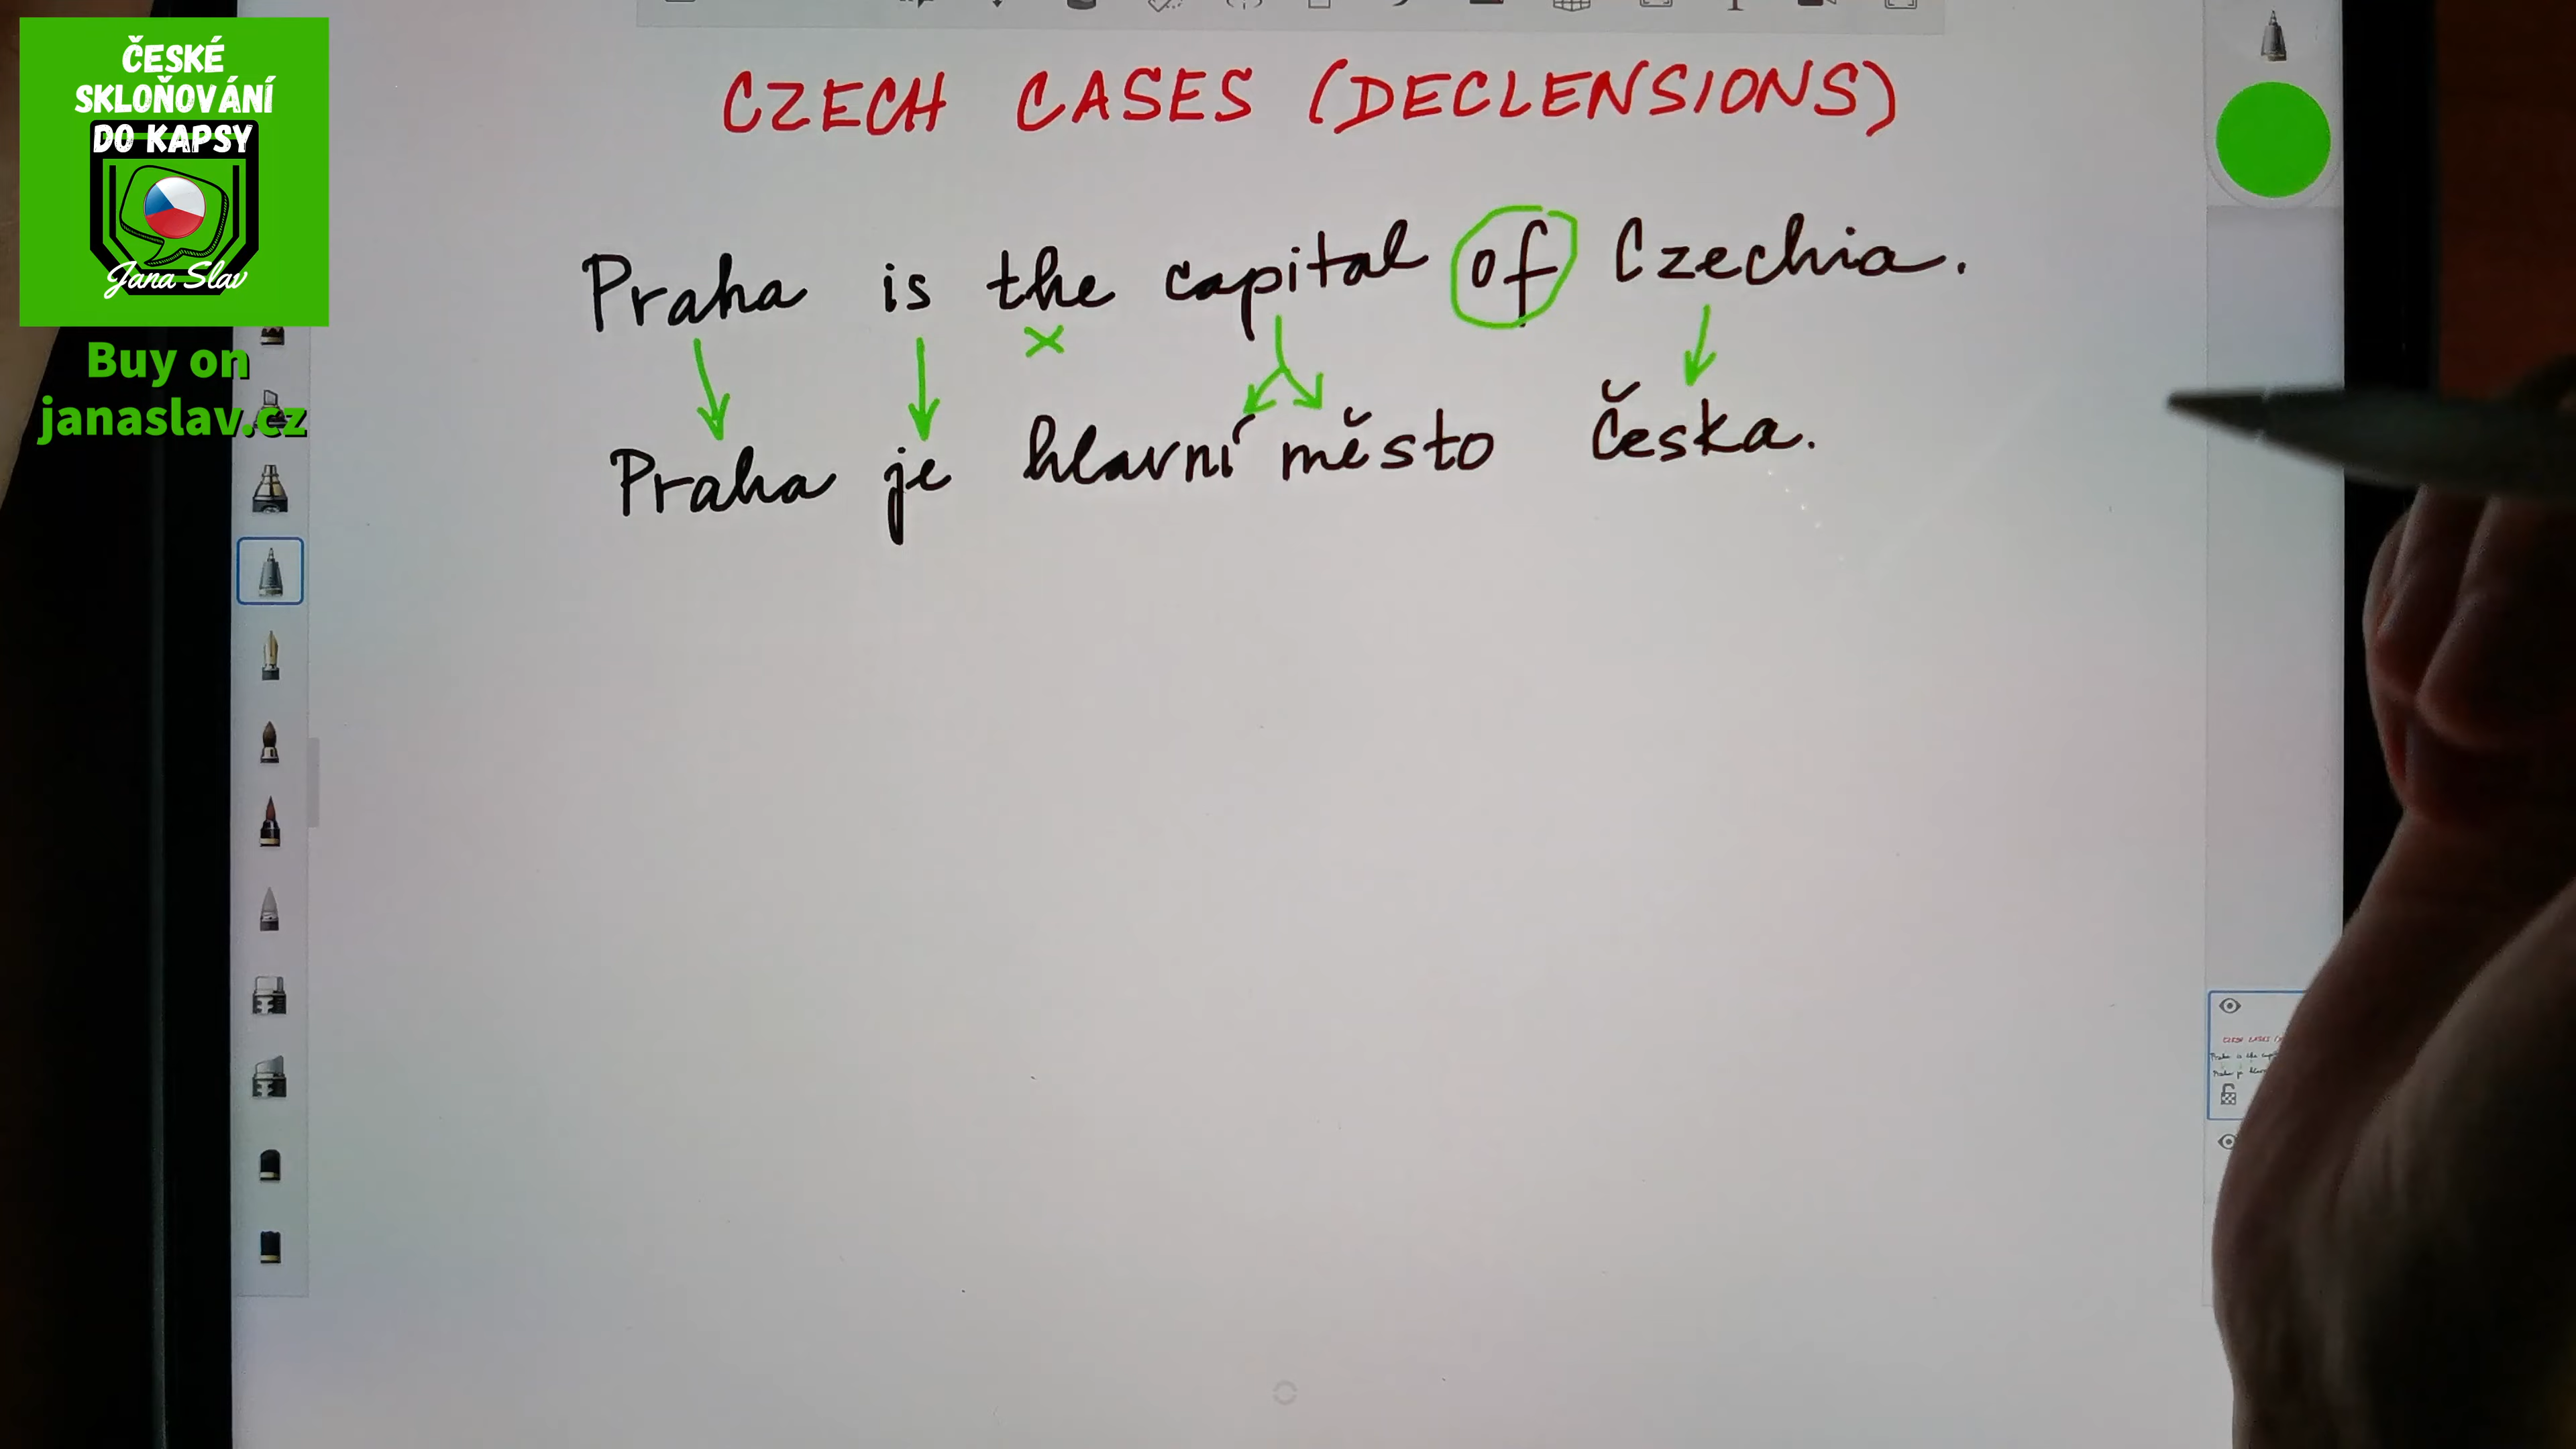 ČESKÉ
SKLOŇOVÁNÍ
DO KAPSY
Jana Slav
Buy on
janaslav.cz
CZECH CASES (DECLENSIONS)
Praha is the capital of Czechia.
x
Praha je hlavní město Česka.